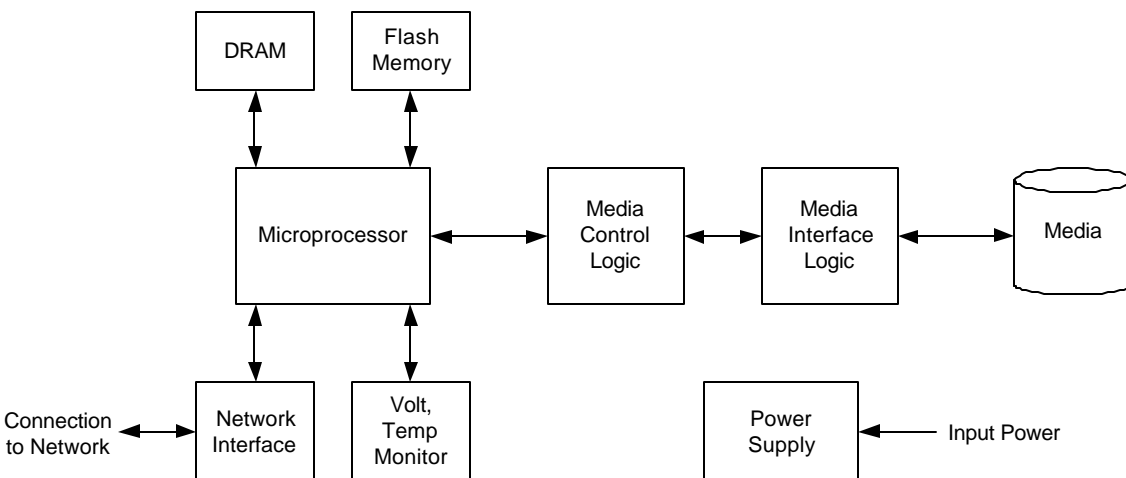 DRAM
Flash
Memory
Microprocessor
Media
Control
Logic
Media
Interface
Logic
Media
Connection
to Network
Network
Interface
Volt,
Temp
Monitor
Power
Supply
Input Power